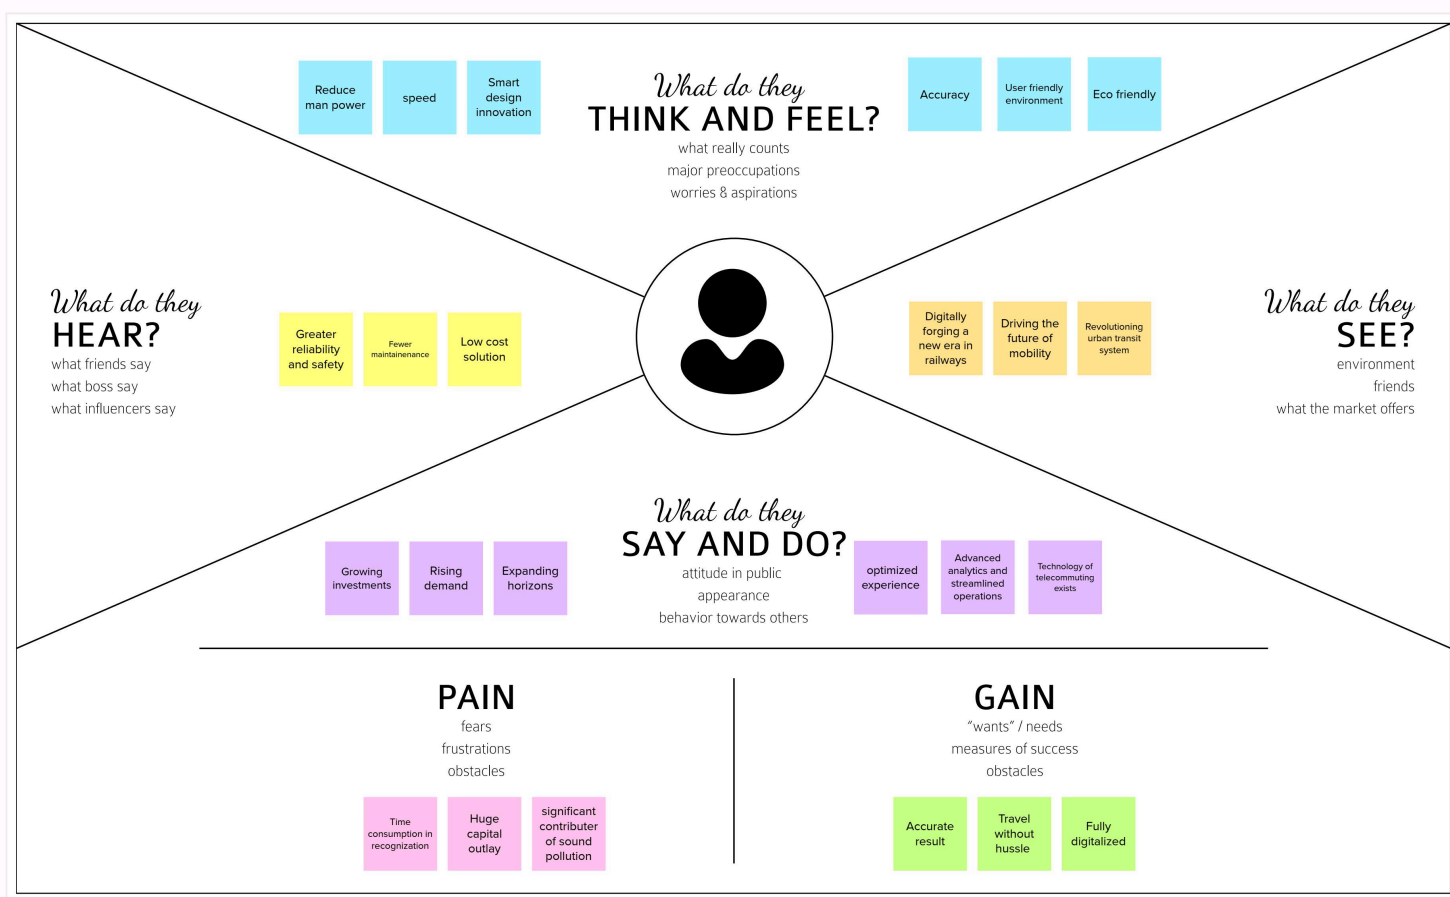 What do they
THINK AND FEEL?
what really counts
major preoccupations
worries & aspirations
Reduce
man power
speed
Smart
design
innovation
Accuracy
User friendly
environment
Eco friendly
What do they
HEAR?
what friends say
what boss say
what influencers say
Greater
reliability
and safety
Fewer
maintainenance
Low cost
solution
Digitally
forging a
new era in
railways
Driving the
future of
mobility
Revolutioning
urban transit
system
What do they
SEE?
environment
friends
what the market offers
What do they
SAY AND DO?
attitude in public
appearance
behavior towards others
Growing
investments
Rising
demand
Expanding
horizons
optimized
experience
Advanced
analytics and
streamlined
operations
Technology of
telecommuting
exists
PAIN
fears
frustrations
obstacles
Time
consumption in
recognization
Huge
capital
outlay
significant
contributer
of sound
pollution
GAIN
“wants” / needs
measures of success
obstacles
Accurate
result
Travel
without
hussle
Fully
digitalized